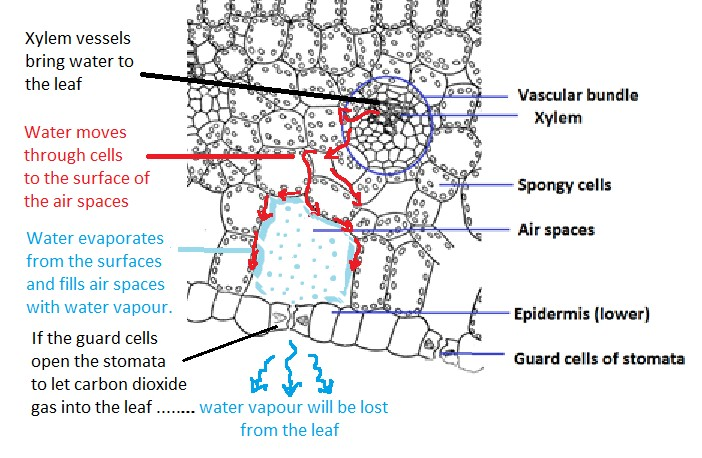 Xylem vessels
bring water to
the leaf
Water moves
through cells
to the surface of
the air spaces
Water evaporates
from the surfaces
and fills air spaces
with water vapour.
If the guard cells
open the stomata
to let carbon dioxide
gas into the leaf ........ water vapour will be lost
from the leaf
Vascular bundle
Xylem
Spongy cells
Air spaces
Epidermis (lower)
Guard cells of stomata